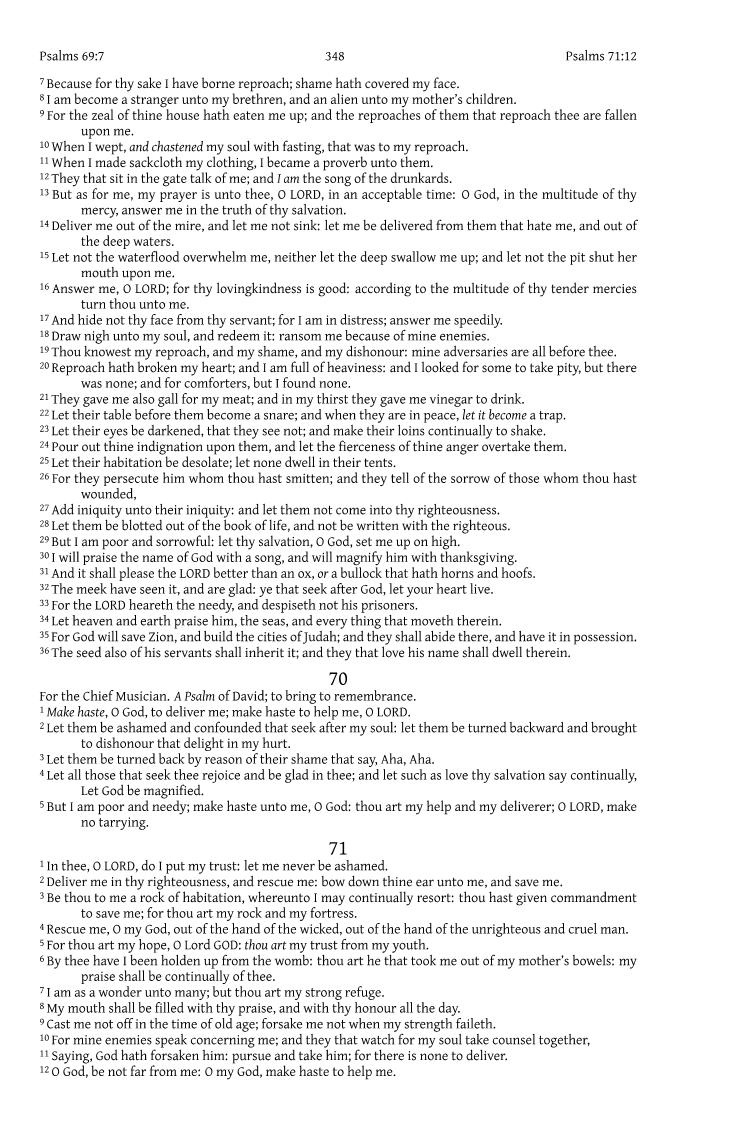 Psalms 69:7 348 Psalms 71:12
7 Because for thy sake I have borne reproach; shame hath covered my face.
8 I am become a stranger unto my brethren, and an alien unto my mother’s children.
9 For the zeal of thine house hath eaten me up; and the reproaches of them that reproach thee are fallen
upon me.
10 When I wept, and chastened my soul with fasting, that was to my reproach.
11 When I made sackcloth my clothing, I became a proverb unto them.
12 They that sit in the gate talk of me; and I am the song of the drunkards.
13 But as for me, my prayer is unto thee, O LORD, in an acceptable time: O God, in the multitude of thy
mercy, answer me in the truth of thy salvation.
14 Deliver me out of the mire, and let me not sink: let me be delivered from them that hate me, and out of
the deep waters.
15 Let not the waterflood overwhelm me, neither let the deep swallow me up; and let not the pit shut her
mouth upon me.
16 Answer me, O LORD; for thy lovingkindness is good: according to the multitude of thy tender mercies
turn thou unto me.
17 And hide not thy face from thy servant; for I am in distress; answer me speedily.
18 Draw nigh unto my soul, and redeem it: ransom me because of mine enemies.
19 Thou knowest my reproach, and my shame, and my dishonour: mine adversaries are all before thee.
20 Reproach hath broken my heart; and I am full of heaviness: and I looked for some to take pity, but there
was none; and for comforters, but I found none.
21 They gave me also gall for my meat; and in my thirst they gave me vinegar to drink.
22 Let their table before them become a snare; and when they are in peace, let it become a trap.
23 Let their eyes be darkened, that they see not; and make their loins continually to shake.
24 Pour out thine indignation upon them, and let the fierceness of thine anger overtake them.
25 Let their habitation be desolate; let none dwell in their tents.
26 For they persecute him whom thou hast smitten; and they tell of the sorrow of those whom thou hast
wounded,
27 Add iniquity unto their iniquity: and let them not come into thy righteousness.
28 Let them be blotted out of the book of life, and not be written with the righteous.
29 But I am poor and sorrowful: let thy salvation, O God, set me up on high.
30 I will praise the name of God with a song, and will magnify him with thanksgiving.
31 And it shall please the LORD better than an ox, or a bullock that hath horns and hoofs.
32 The meek have seen it, and are glad: ye that seek after God, let your heart live.
33 For the LORD heareth the needy, and despiseth not his prisoners.
34 Let heaven and earth praise him, the seas, and every thing that moveth therein.
35 For God will save Zion, and build the cities of Judah; and they shall abide there, and have it in possession.
36 The seed also of his servants shall inherit it; and they that love his name shall dwell therein.
70
For the Chief Musician. A Psalm of David; to bring to remembrance.
1 Make haste, O God, to deliver me; make haste to help me, O LORD.
2 Let them be ashamed and confounded that seek after my soul: let them be turned backward and brought
to dishonour that delight in my hurt.
3 Let them be turned back by reason of their shame that say, Aha, Aha.
4 Let all those that seek thee rejoice and be glad in thee; and let such as love thy salvation say continually,
Let God be magnified.
5 But I am poor and needy; make haste unto me, O God: thou art my help and my deliverer; O LORD, make
no tarrying.
71
1 In thee, O LORD, do I put my trust: let me never be ashamed.
2 Deliver me in thy righteousness, and rescue me: bow down thine ear unto me, and save me.
3 Be thou to me a rock of habitation, whereunto I may continually resort: thou hast given commandment
to save me; for thou art my rock and my fortress.
4 Rescue me, O my God, out of the hand of the wicked, out of the hand of the unrighteous and cruel man.
5 For thou art my hope, O Lord GOD: thou art my trust from my youth.
6 By thee have I been holden up from the womb: thou art he that took me out of my mother’s bowels: my
praise shall be continually of thee.
7 I am as a wonder unto many; but thou art my strong refuge.
8 My mouth shall be filled with thy praise, and with thy honour all the day.
9 Cast me not off in the time of old age; forsake me not when my strength faileth.
10 For mine enemies speak concerning me; and they that watch for my soul take counsel together,
11 Saying, God hath forsaken him: pursue and take him; for there is none to deliver.
12 O God, be not far from me: O my God, make haste to help me.